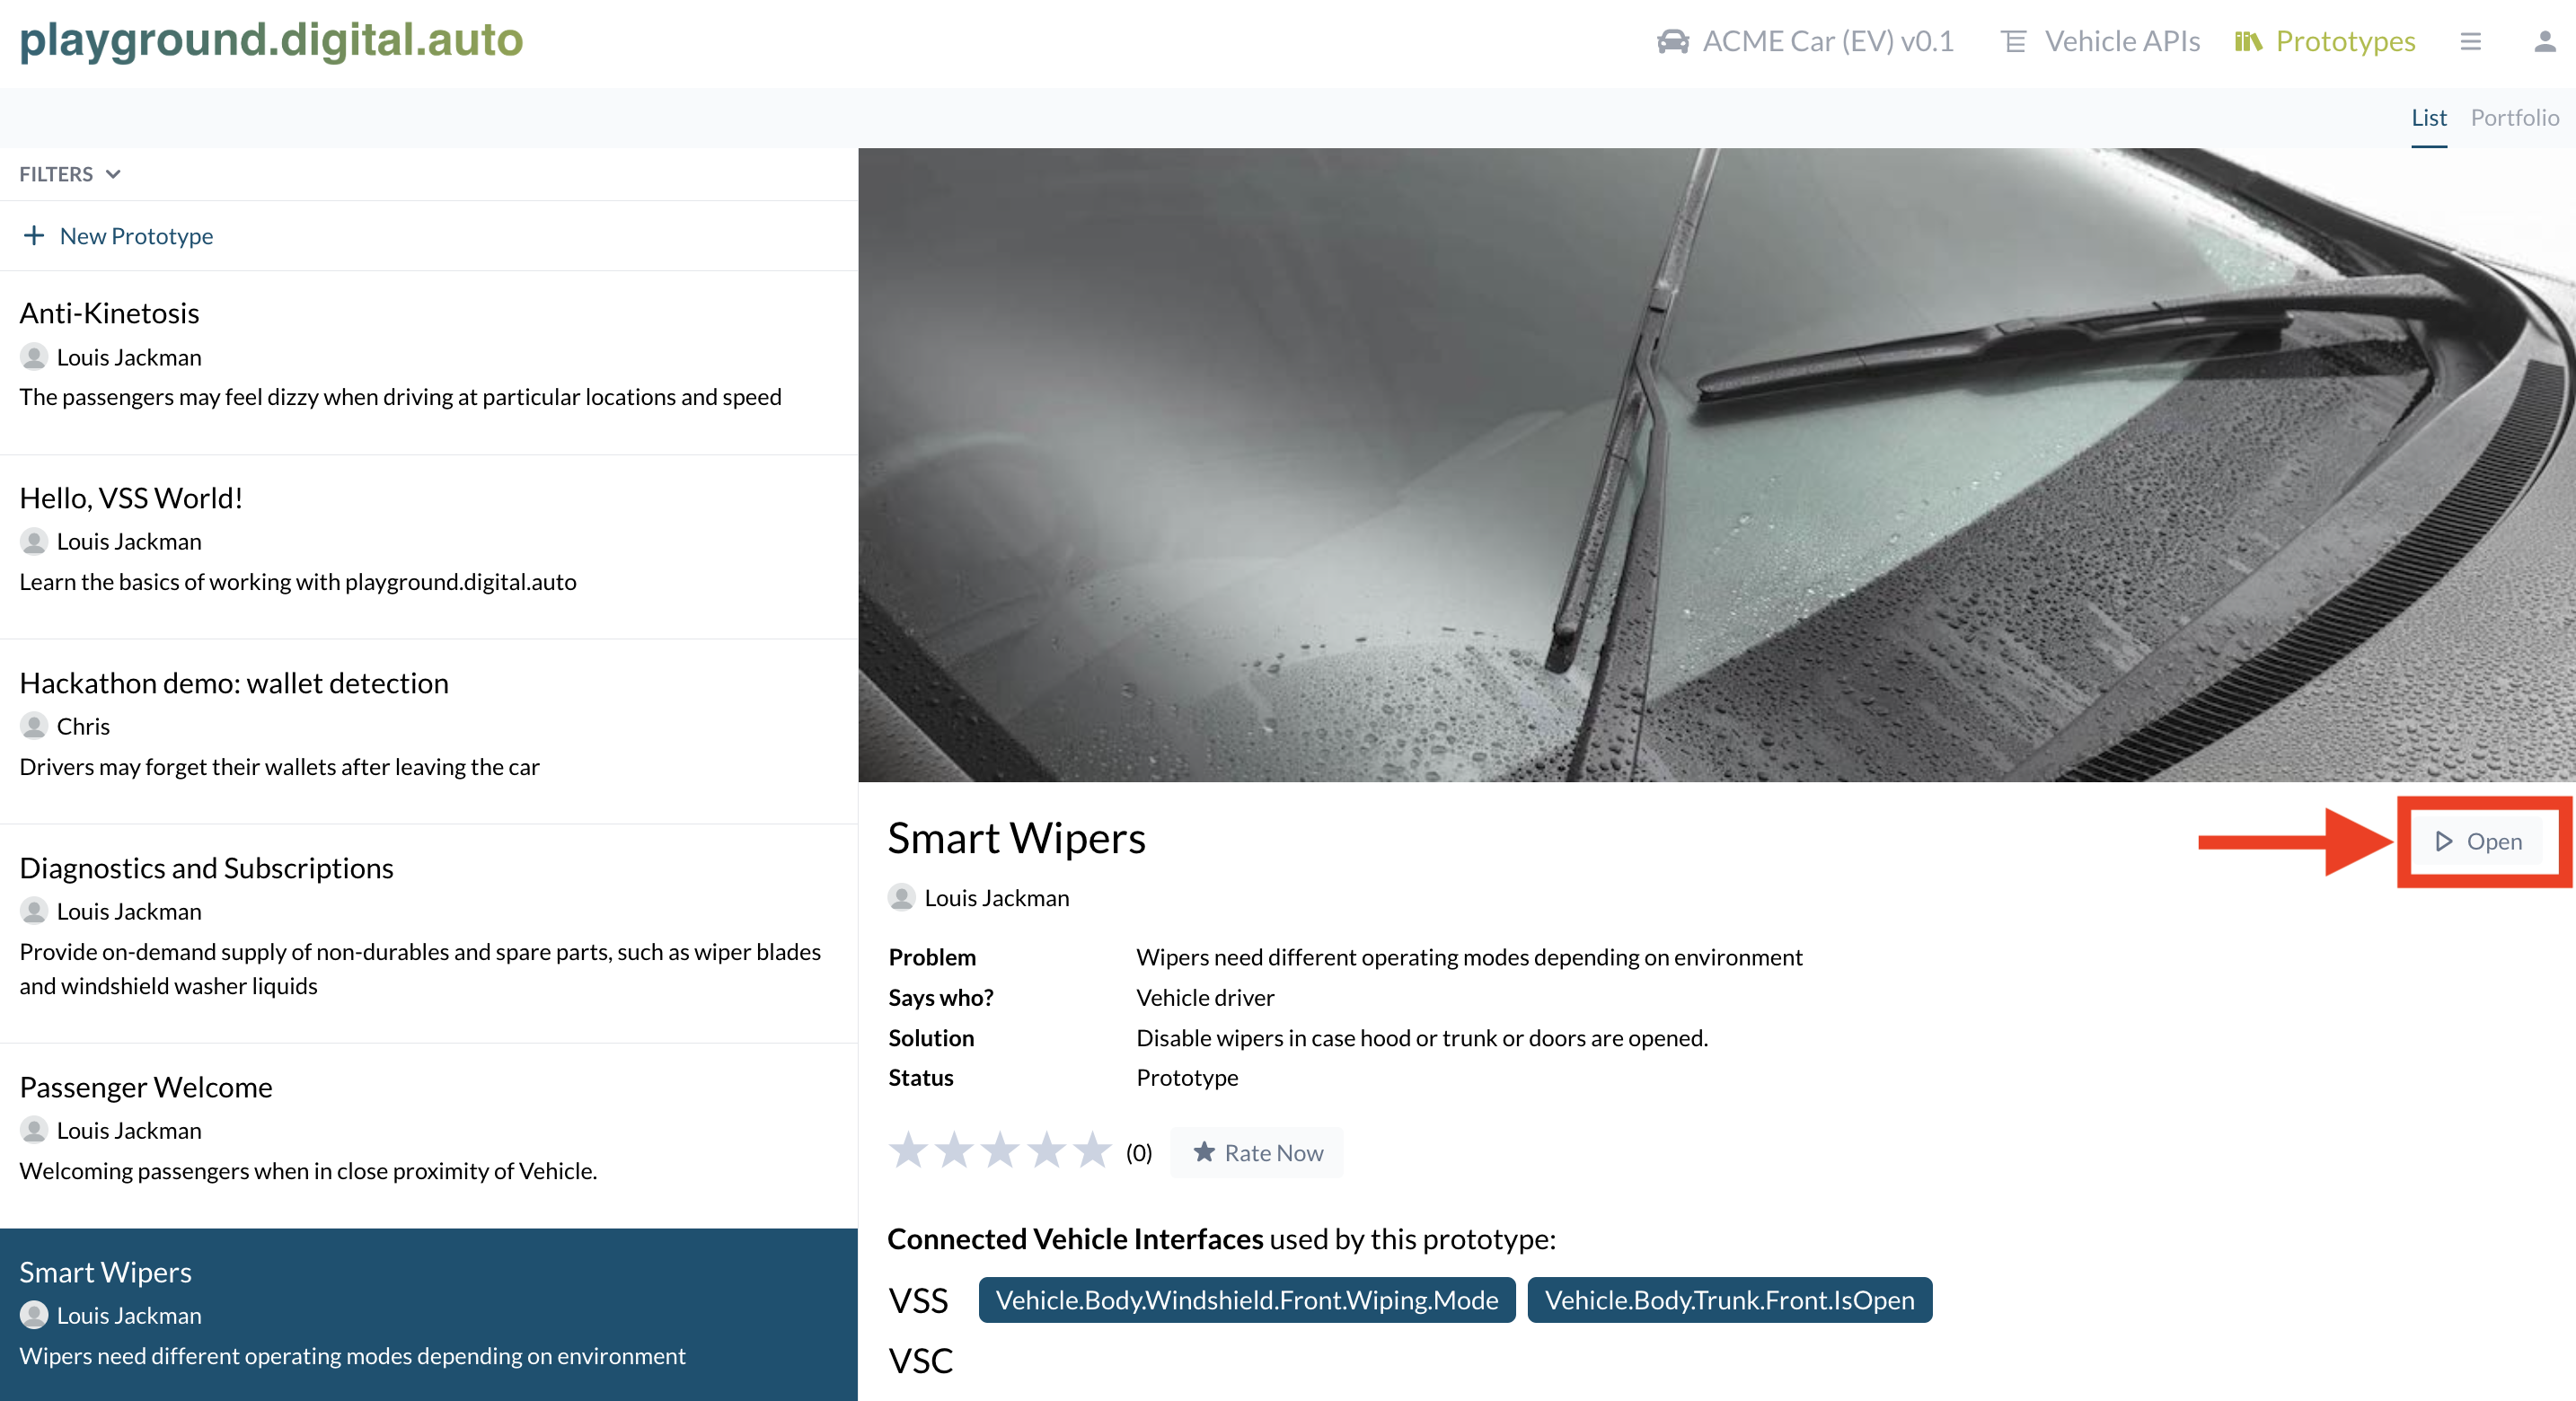 playground.digital.auto
ACME Car (EV) v0.1
Vehicle APIs
Prototypes
List
Portfolio
FILTERS
New Prototype
Anti-Kinetosis
Louis Jackman
The passengers may feel dizzy when driving at particular locations and speed
Hello, VSS World!
Louis Jackman
Learn the basics of working with playground.digital.auto
Hackathon demo: wallet detection
Chris
Drivers may forget their wallets after leaving the car
Diagnostics and Subscriptions
Louis Jackman
Provide on-demand supply of non-durables and spare parts, such as wiper blades
and windshield washer liquids
Passenger Welcome
Louis Jackman
Welcoming passengers when in close proximity of Vehicle.
Smart Wipers
Louis Jackman
Wipers need different operating modes depending on environment
Smart Wipers
Open
Louis Jackman
Problem Wipers need different operating modes depending on environment
Says who? Vehicle driver
Solution Disable wipers in case hood or trunk or doors are opened.
Status Prototype
(0) Rate Now
Connected Vehicle Interfaces used by this prototype:
VSS Vehicle.Body.Windshield.Front.Wiping.Mode Vehicle.Body.Trunk.Front.IsOpen
VSC